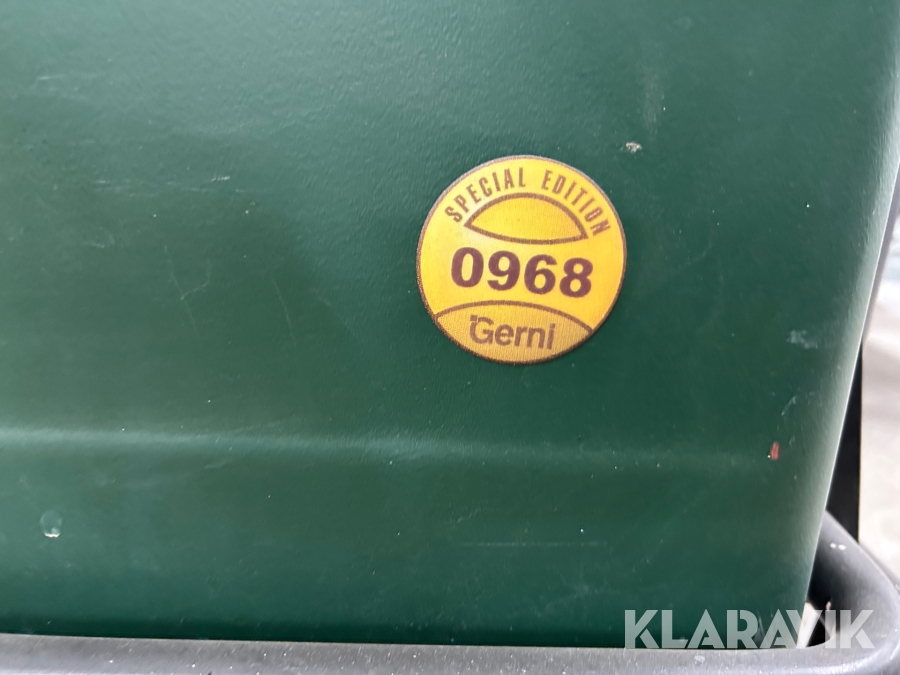 SPECIAL EDITION
0968
Gerni
KLARAVIK